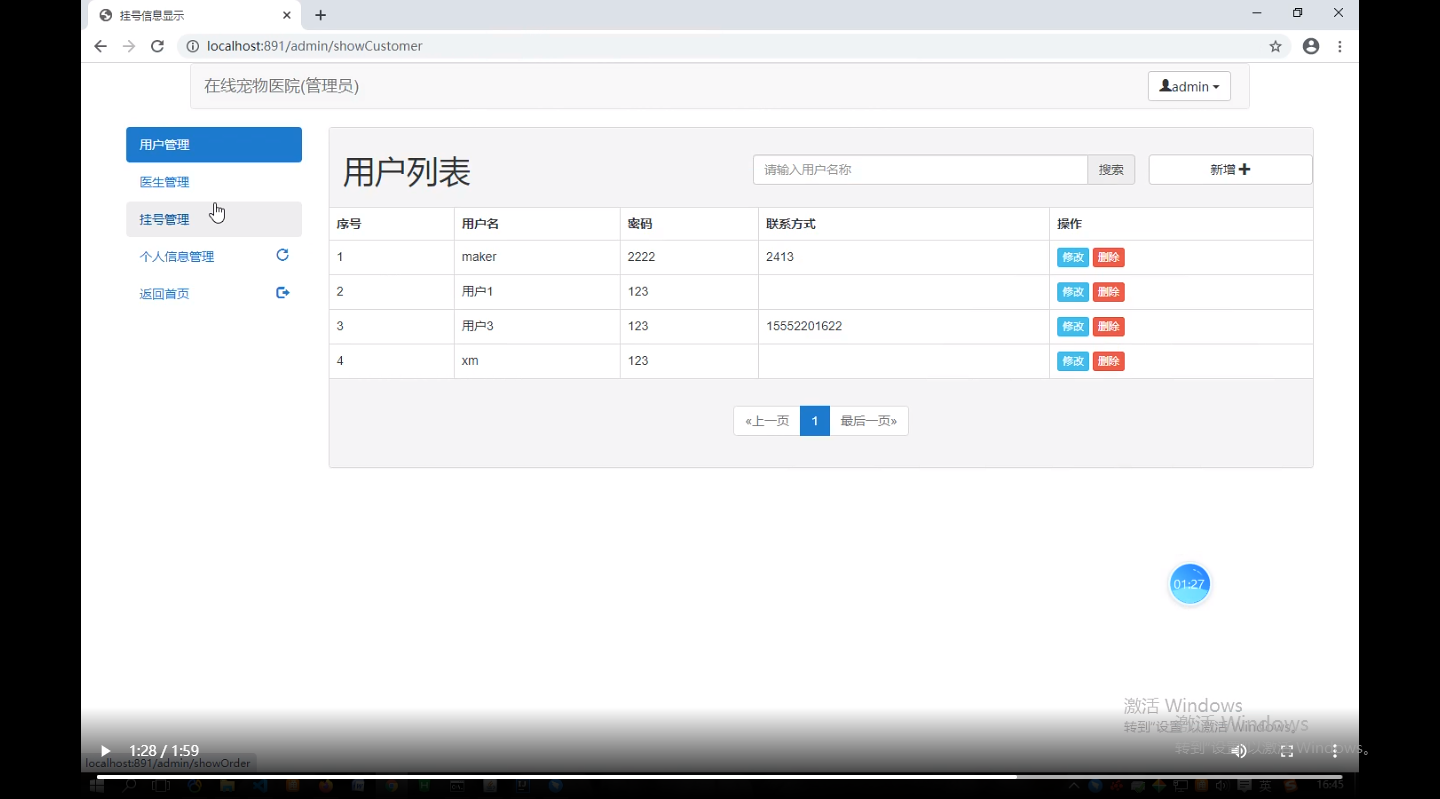 挂号信息显示
localhost:891/admin/showCustomer
在线宠物医院(管理员)
admin
用户管理
医生管理
挂号管理
个人信息管理
返回首页
用户列表
请输入用户名称
搜索
新增
序号 用户名 密码 联系方式 操作
1 maker 2222 2413 修改 删除
2 用户1 123 修改 删除
3 用户3 123 15552201622 修改 删除
4 xm 123 修改 删除
«上一页 1 最后一页»
01:27
激活 Windows
转到"设置"以激活 Windows。
激活 Windows
转到"设置"以激活 Windows。
1:28 / 1:59
localhost:891/admin/showOrder
英
16:45